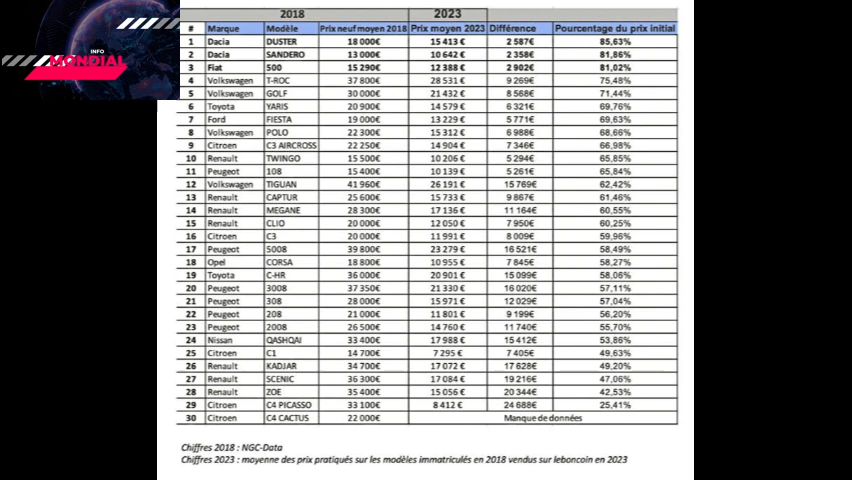 INFO
MONDIAL
2018 2023
# Marque Modèle Prix neuf moyen 2018 Prix moyen 2023 Différence Pourcentage du prix initial
1 Dacia DUSTER 18 000€ 15 413 € 2 587€ 85,63%
2 Dacia SANDERO 13 000€ 10 642 € 2 358€ 81,86%
3 Fiat 500 15 290€ 12 388 € 2 902€ 81,02%
4 Volkswagen T-ROC 37 800€ 28 531 € 9 269€ 75,48%
5 Volkswagen GOLF 30 000€ 21 432 € 8 568€ 71,44%
6 Toyota YARIS 20 900€ 14 579 € 6 321€ 69,76%
7 Ford FIESTA 19 000€ 13 229 € 5 771€ 69,63%
8 Volkswagen POLO 22 300€ 15 312 € 6 988€ 68,66%
9 Citroen C3 AIRCROSS 22 250€ 14 904 € 7 346€ 66,98%
10 Renault TWINGO 15 500€ 10 206 € 5 294€ 65,85%
11 Peugeot 108 15 400€ 10 139 € 5 261€ 65,84%
12 Volkswagen TIGUAN 41 960€ 26 191 € 15 769€ 62,42%
13 Renault CAPTUR 25 600€ 15 733 € 9 867€ 61,46%
14 Renault MEGANE 28 300€ 17 136 € 11 164€ 60,55%
15 Renault CLIO 20 000€ 12 050 € 7 950€ 60,25%
16 Citroen C3 20 000€ 11 991 € 8 009€ 59,96%
17 Peugeot 5008 39 800€ 23 279 € 16 521€ 58,49%
18 Opel CORSA 18 800€ 10 955 € 7 845€ 58,27%
19 Toyota C-HR 36 000€ 20 901 € 15 099€ 58,06%
20 Peugeot 3008 37 350€ 21 330 € 16 020€ 57,11%
21 Peugeot 308 28 000€ 15 971 € 12 029€ 57,04%
22 Peugeot 208 21 000€ 11 801 € 9 199€ 56,20%
23 Peugeot 2008 26 500€ 14 760 € 11 740€ 55,70%
24 Nissan QASHQAI 33 400€ 17 988 € 15 412€ 53,86%
25 Citroen C1 14 700€ 7 295 € 7 405€ 49,63%
26 Renault KADJAR 34 700€ 17 072 € 17 628€ 49,20%
27 Renault SCENIC 36 300€ 17 084 € 19 216€ 47,06%
28 Renault ZOE 35 400€ 15 056 € 20 344€ 42,53%
29 Citroen C4 PICASSO 33 100€ 8 412 € 24 688€ 25,41%
30 Citroen C4 CACTUS 22 000€ Manque de données
Chiffres 2018 : NGC-Data
Chiffres 2023 : moyenne des prix pratiqués sur les modèles immatriculés en 2018 vendus sur leboncoin en 2023